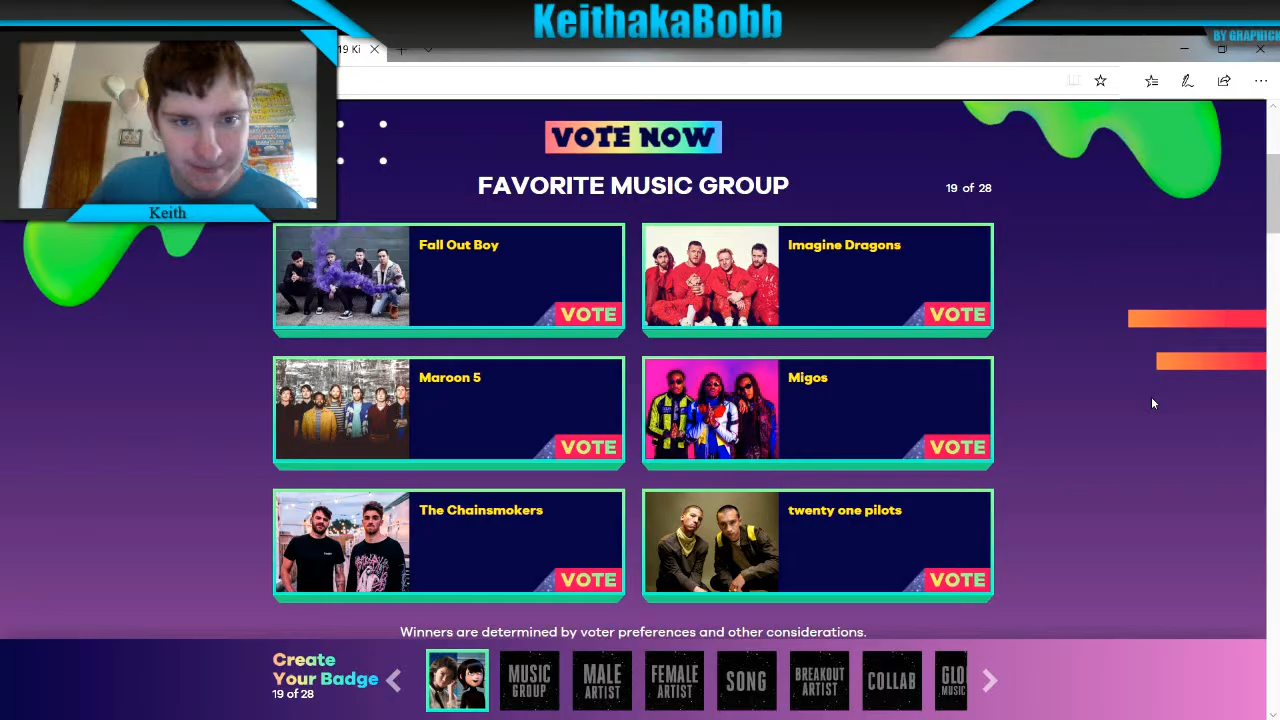 KeithakaBobb
BY GRAPHICK
19 Ki
Keith
VOTE NOW
FAVORITE MUSIC GROUP
19 of 28
Fall Out Boy
VOTE
Imagine Dragons
VOTE
Maroon 5
VOTE
Migos
VOTE
The Chainsmokers
VOTE
twenty one pilots
VOTE
Winners are determined by voter preferences and other considerations.
Create
Your Badge
19 of 28
MUSIC
GROUP
MALE
ARTIST
FEMALE
ARTIST
SONG
BREAKOUT
ARTIST
COLLAB
GLO
MUSIC